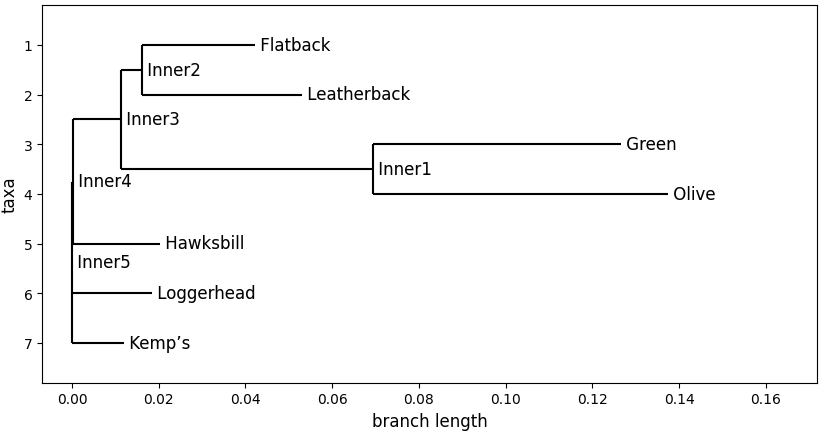 1
Flatback
Inner2
2
Leatherback
Inner3
3
Green
Inner1
Inner4
4
Olive
taxa
5
Hawksbill
Inner5
6
Loggerhead
7
Kemp’s
0.00 0.02 0.04 0.06 0.08 0.10 0.12 0.14 0.16
branch length